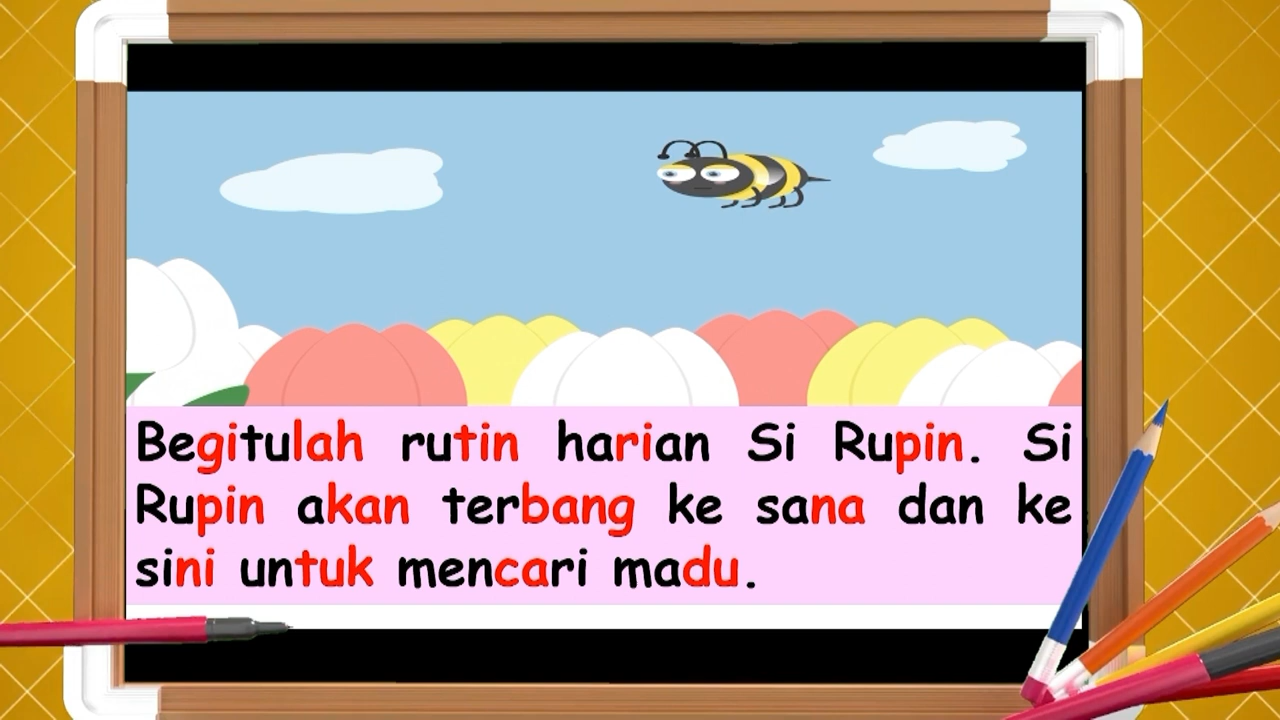 Begitulah rutin harian Si Rupin. Si
Rupin akan terbang ke sana dan ke
sini untuk mencari madu.